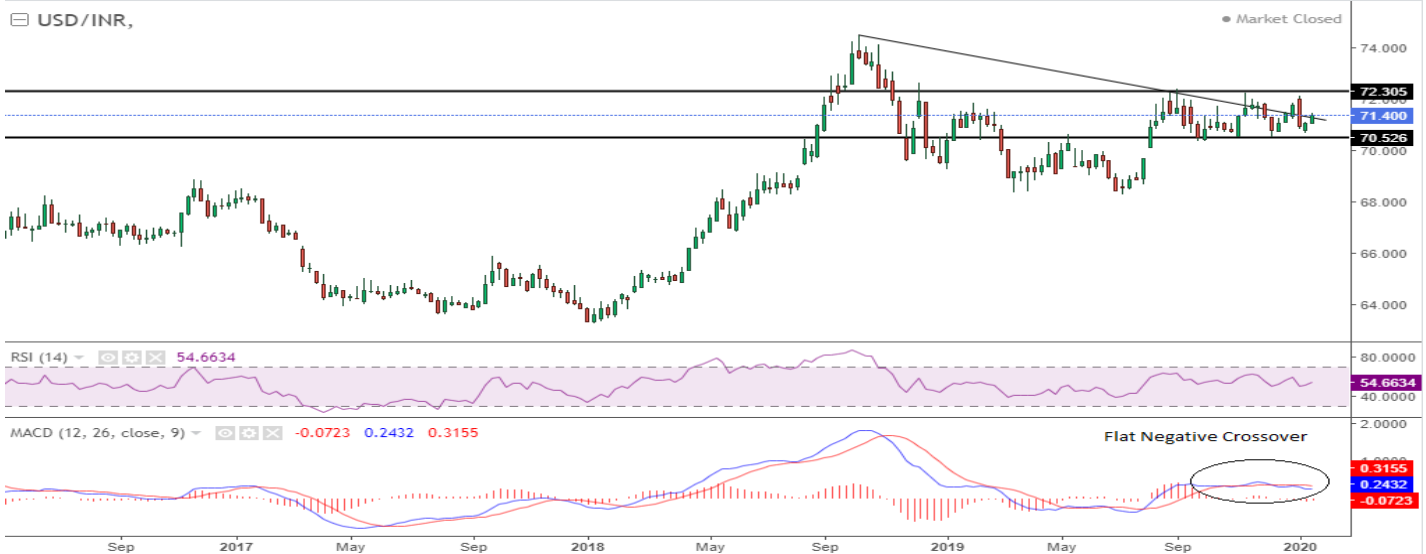 USD/INR,
Market Closed
74.000
72.305
72.000
71.400
70.526
70.000
68.000
66.000
64.000
RSI (14) 54.6634
80.0000
54.6634
40.0000
MACD (12, 26, close, 9) -0.0723 0.2432 0.3155
2.0000
Flat Negative Crossover
1.0000
0.3155
0.2432
-0.0723
Sep 2017 May Sep 2018 May Sep 2019 May Sep 2020